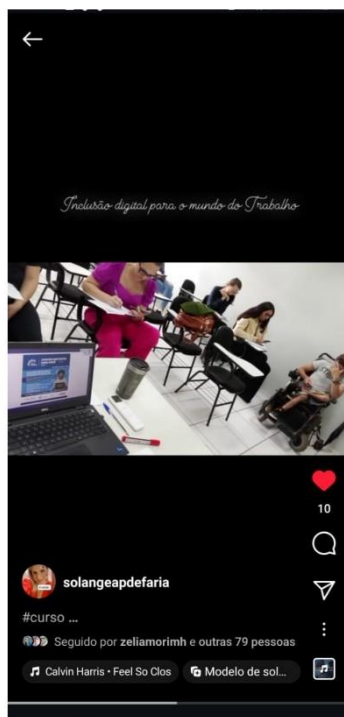 Inclusão digital para o mundo do Trabalho
10
solangeapdefaria
#curso ...
Seguido por zeliamorimh e outras 79 pessoas
Calvin Harris • Feel So Clos
Modelo de sol...